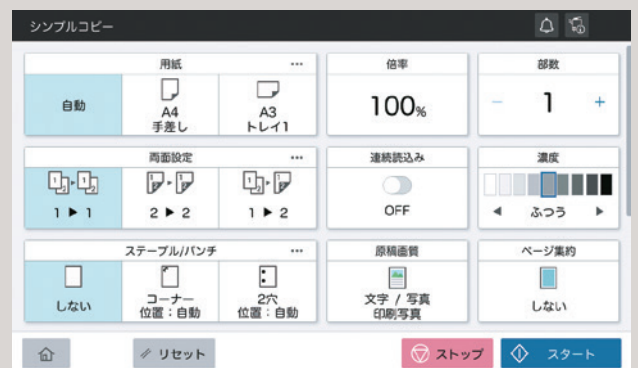 シンプルコピー
用紙 ･･･
倍率
部数
自動
A4
手差し
A3
トレイ1
100%
− 1 +
両面設定 ･･･
連続読込み
濃度
1 ▶ 1
2 ▶ 2
1 ▶ 2
OFF
◀ ふつう ▶
ステープル/パンチ ･･･
原稿画質
ページ集約
しない
コーナー
位置：自動
2穴
位置：自動
文字 / 写真
印刷写真
しない
リセット
ストップ
スタート